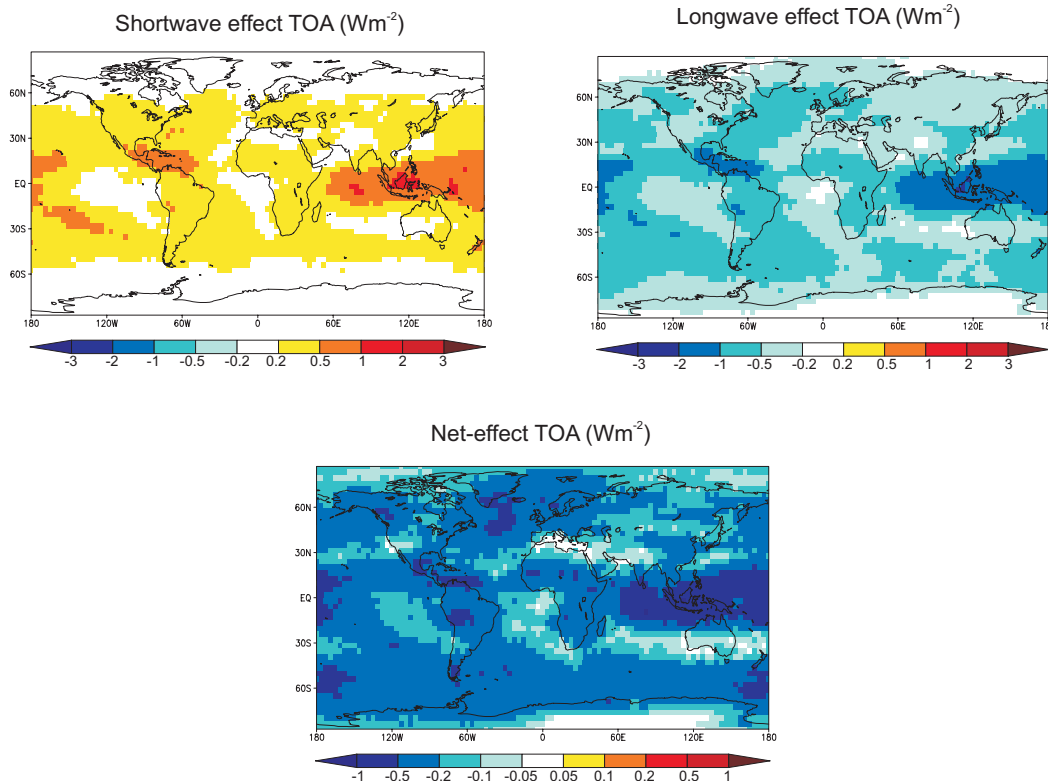 Shortwave effect TOA (Wm-2)
60N
30N
EQ
30S
60S
180 120W 60W 0 60E 120E 180
-3 -2 -1 -0.5 -0.2 0.2 0.5 1 2 3
Longwave effect TOA (Wm-2)
60N
30N
EQ
30S
60S
180 120W 60W 0 60E 120E 180
-3 -2 -1 -0.5 -0.2 0.2 0.5 1 2 3
Net-effect TOA (Wm-2)
60N
30N
EQ
30S
60S
180 120W 60W 0 60E 120E 180
-1 -0.5 -0.2 -0.1 -0.05 0.05 0.1 0.2 0.5 1